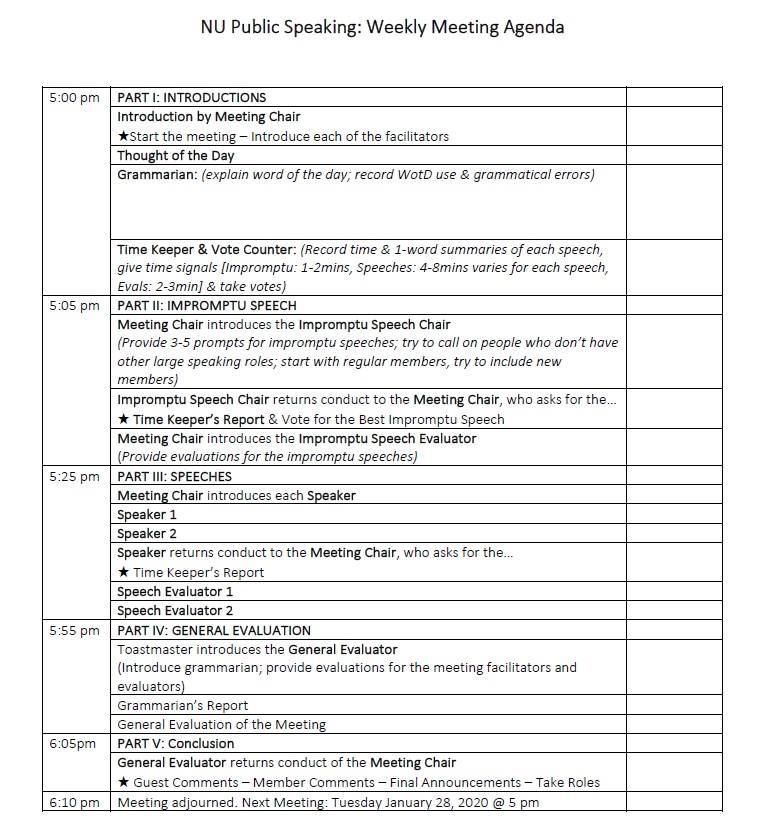 NU Public Speaking: Weekly Meeting Agenda
5:00 pm
PART I: INTRODUCTIONS
Introduction by Meeting Chair
★Start the meeting – Introduce each of the facilitators
Thought of the Day
Grammarian: (explain word of the day; record WotD use & grammatical errors)
Time Keeper & Vote Counter: (Record time & 1-word summaries of each speech,
give time signals [Impromptu: 1-2mins, Speeches: 4-8mins varies for each speech,
Evals: 2-3min] & take votes)
5:05 pm
PART II: IMPROMPTU SPEECH
Meeting Chair introduces the Impromptu Speech Chair
(Provide 3-5 prompts for impromptu speeches; try to call on people who don’t have
other large speaking roles; start with regular members, try to include new
members)
Impromptu Speech Chair returns conduct to the Meeting Chair, who asks for the…
★ Time Keeper’s Report & Vote for the Best Impromptu Speech
Meeting Chair introduces the Impromptu Speech Evaluator
(Provide evaluations for the impromptu speeches)
5:25 pm
PART III: SPEECHES
Meeting Chair introduces each Speaker
Speaker 1
Speaker 2
Speaker returns conduct to the Meeting Chair, who asks for the…
★ Time Keeper’s Report
Speech Evaluator 1
Speech Evaluator 2
5:55 pm
PART IV: GENERAL EVALUATION
Toastmaster introduces the General Evaluator
(Introduce grammarian; provide evaluations for the meeting facilitators and
evaluators)
Grammarian’s Report
General Evaluation of the Meeting
6:05pm
PART V: Conclusion
General Evaluator returns conduct of the Meeting Chair
★ Guest Comments – Member Comments – Final Announcements – Take Roles
6:10 pm
Meeting adjourned. Next Meeting: Tuesday January 28, 2020 @ 5 pm